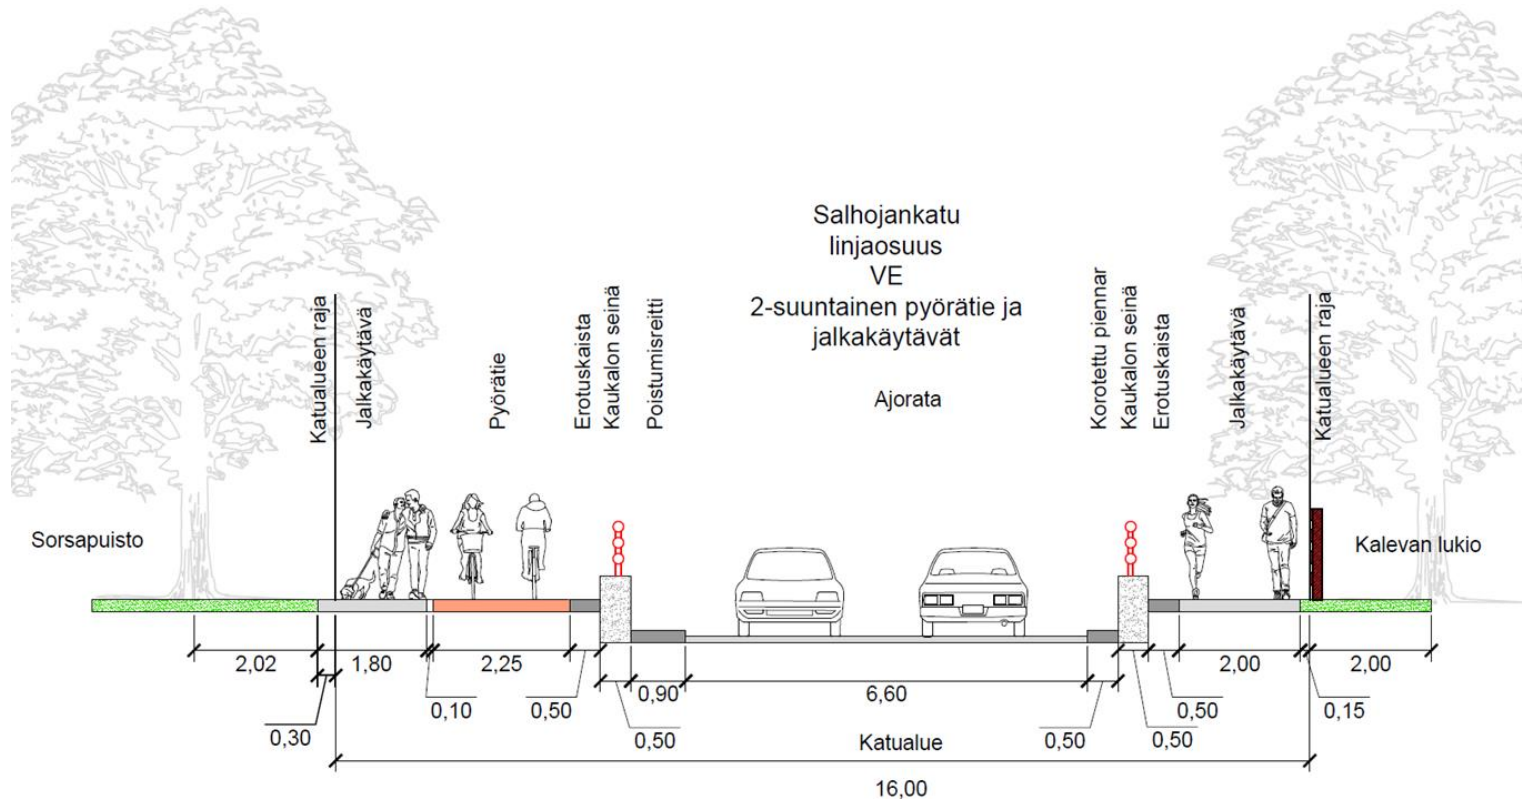 Salhojankatu
linjaosuus
VE
2-suuntainen pyörätie ja
jalkakäytävät
Katualueen raja
Jalkakäytävä
Pyörätie
Erotuskaista
Kaukalon seinä
Poistumisreitti
Ajorata
Korotettu piennar
Kaukalon seinä
Erotuskaista
Jalkakäytävä
Katualueen raja
Sorsapuisto
Kalevan lukio
2,02
1,80
2,25
2,00
2,00
0,90
6,60
0,10
0,50
0,50
0,15
0,30
0,50
Katualue
0,50
0,50
16,00